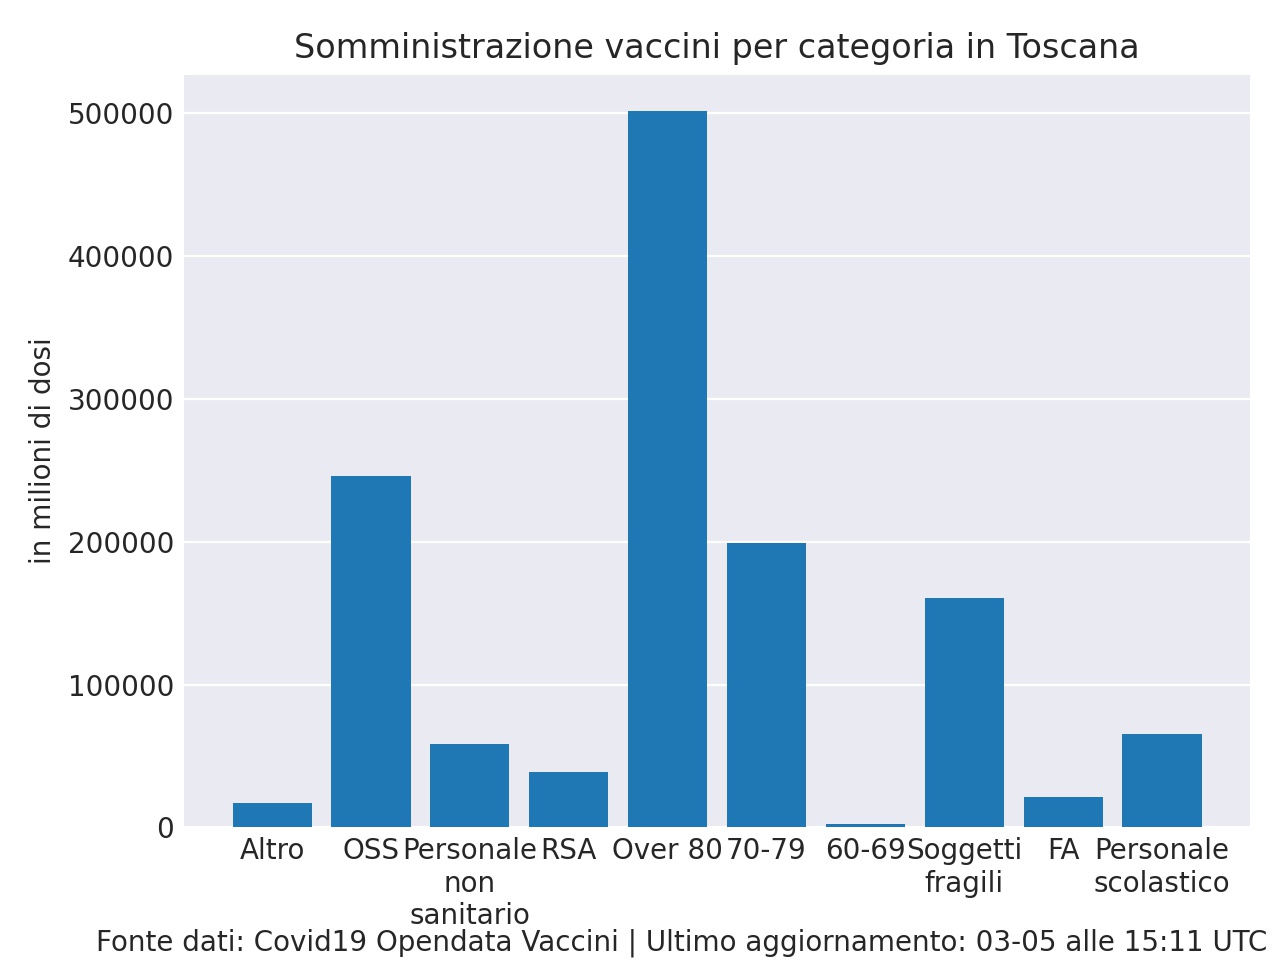 Somministrazione vaccini per categoria in Toscana
500000
400000
300000
200000
100000
0
in milioni di dosi
Altro OSS Personale non sanitario RSA Over 80 70-79 60-69 Soggetti fragili FA Personale scolastico
Fonte dati: Covid19 Opendata Vaccini | Ultimo aggiornamento: 03-05 alle 15:11 UTC